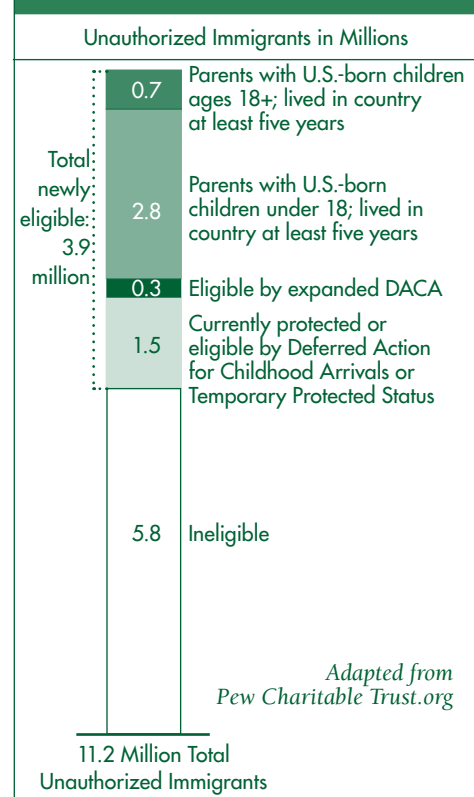 Unauthorized Immigrants in Millions
0.7
Parents with U.S.-born children
ages 18+; lived in country
at least five years
Total
newly
eligible:
3.9
million
2.8
Parents with U.S.-born
children under 18; lived in
country at least five years
0.3
Eligible by expanded DACA
1.5
Currently protected or
eligible by Deferred Action
for Childhood Arrivals or
Temporary Protected Status
5.8
Ineligible
Adapted from
Pew Charitable Trust.org
11.2 Million Total
Unauthorized Immigrants